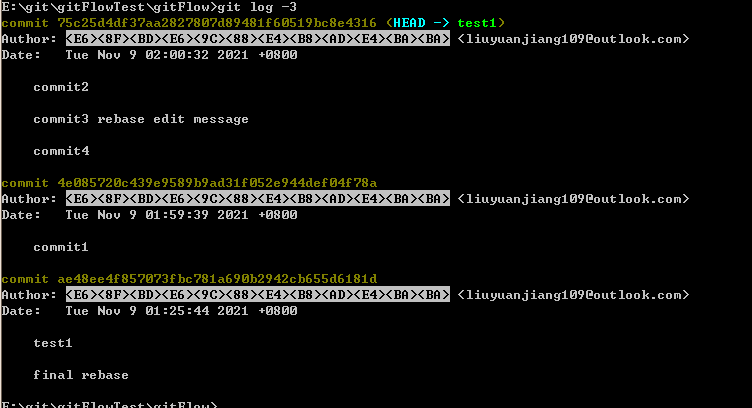 E:\git\gitFlowTest\gitFlow>git log -3
commit 75c25d4df37aa2827807d89481f60519bc8e4316 (HEAD -> test1)
Author: <E6><8F><BD><E6><9C><88><E4><B8><AD><E4><BA><BA> <liuyuanjiang109@outlook.com>
Date:   Tue Nov 9 02:00:32 2021 +0800
commit2
commit3 rebase edit message
commit4
commit 4e085720c439e9589b9ad31f052e944def04f78a
Author: <E6><8F><BD><E6><9C><88><E4><B8><AD><E4><BA><BA> <liuyuanjiang109@outlook.com>
Date:   Tue Nov 9 01:59:39 2021 +0800
commit1
commit ae48ee4f857073fbc781a690b2942cb655d6181d
Author: <E6><8F><BD><E6><9C><88><E4><B8><AD><E4><BA><BA> <liuyuanjiang109@outlook.com>
Date:   Tue Nov 9 01:25:44 2021 +0800
test1
final rebase
E:\git\gitFlowTest\gitFlow>